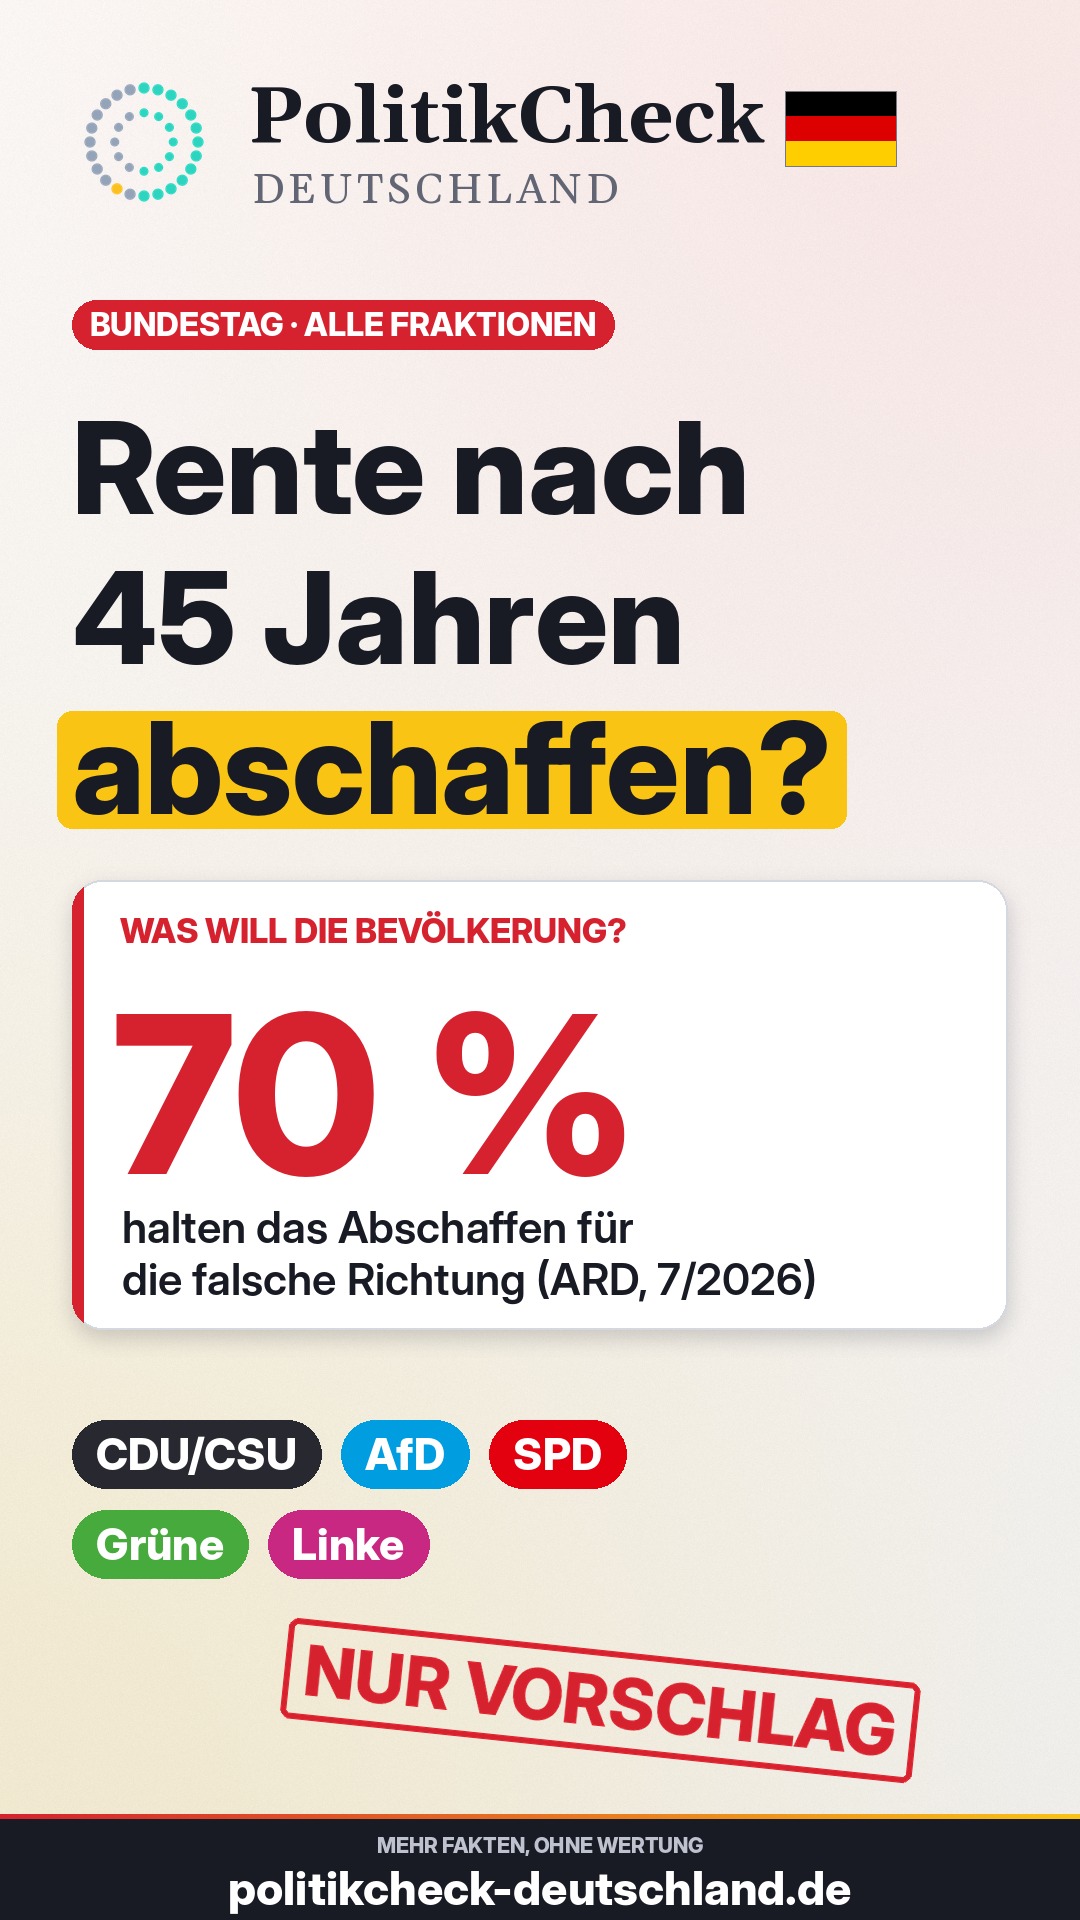 PolitikCheck
DEUTSCHLAND
BUNDESTAG · ALLE FRAKTIONEN
Rente nach
45 Jahren
abschaffen?
WAS WILL DIE BEVÖLKERUNG?
70 %
halten das Abschaffen für
die falsche Richtung (ARD, 7/2026)
CDU/CSU AfD SPD
Grüne Linke
NUR VORSCHLAG
MEHR FAKTEN, OHNE WERTUNG
politikcheck-deutschland.de